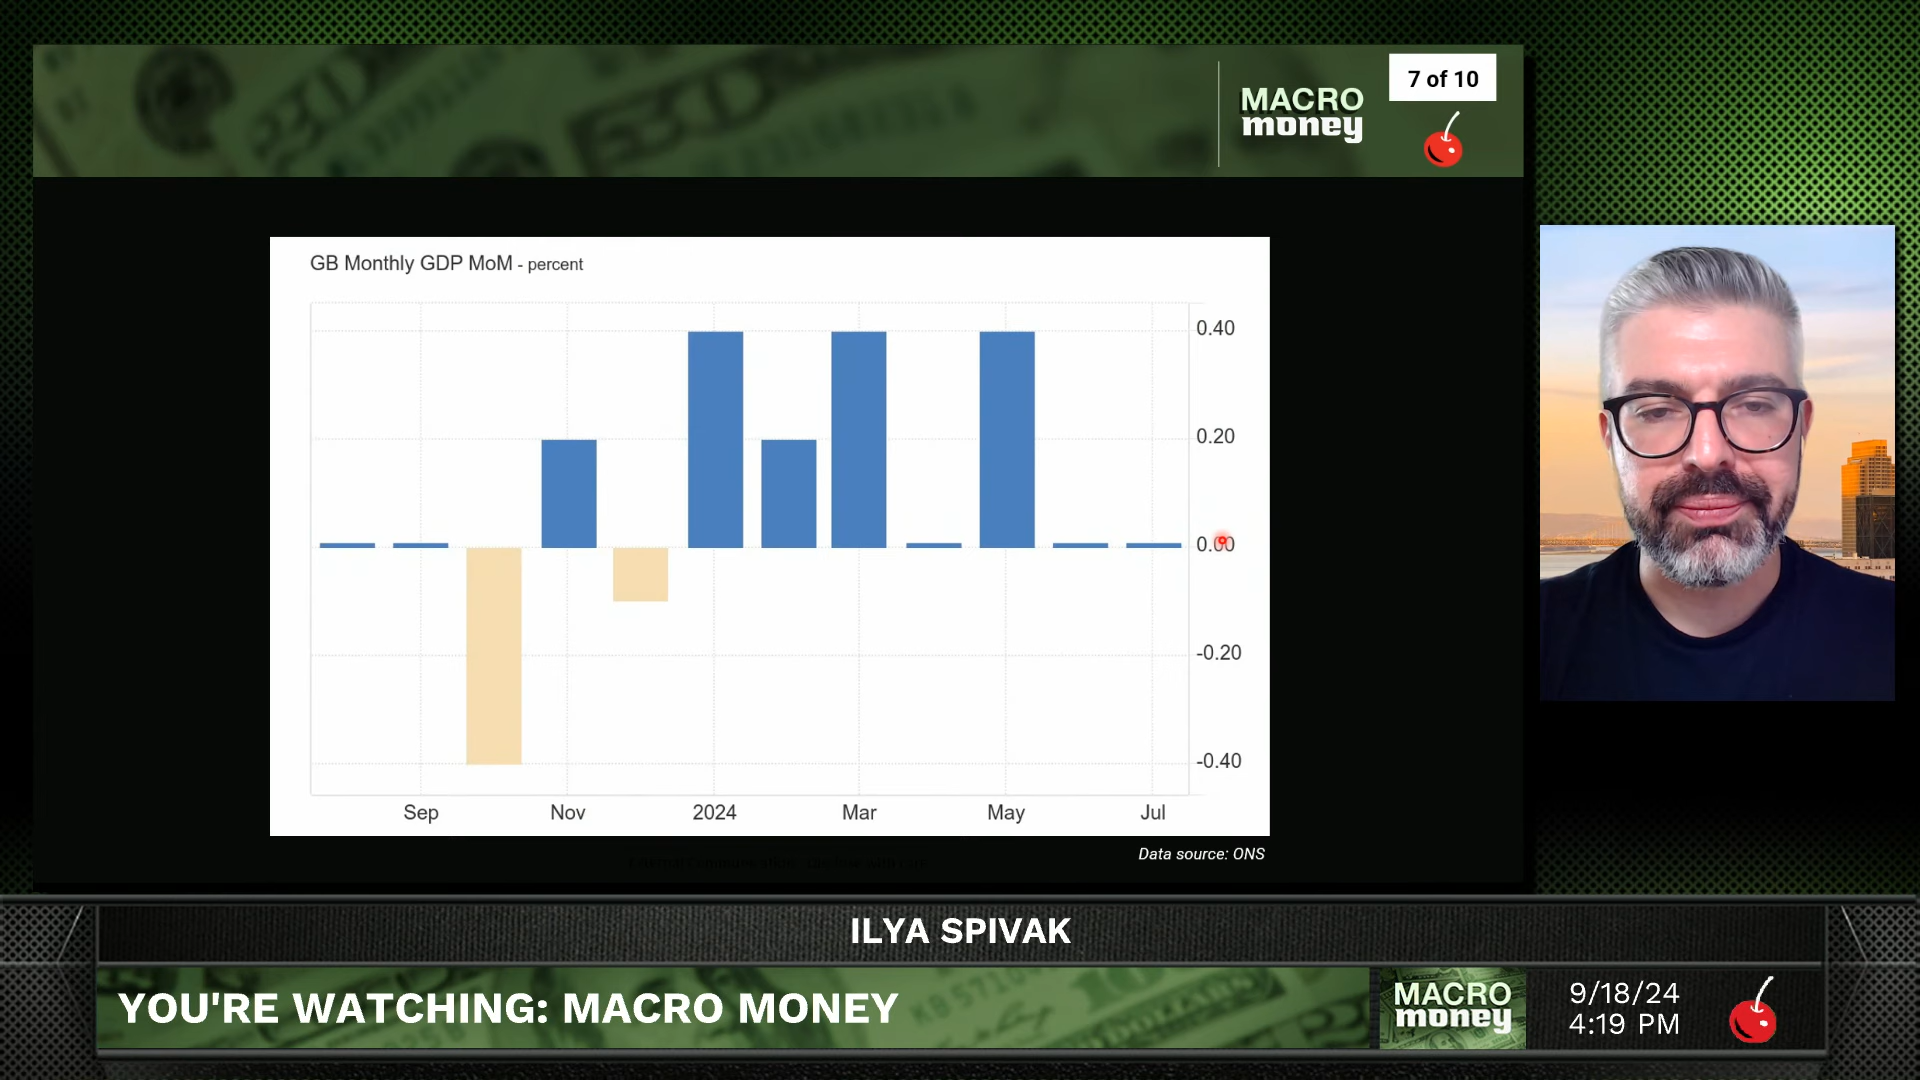 MACRO
money
7 of 10
GB Monthly GDP MoM - percent
0.40
0.20
0.00
-0.20
-0.40
Sep Nov 2024 Mar May Jul
Data source: ONS
ILYA SPIVAK
YOU'RE WATCHING: MACRO MONEY
MACRO
money
9/18/24
4:19 PM